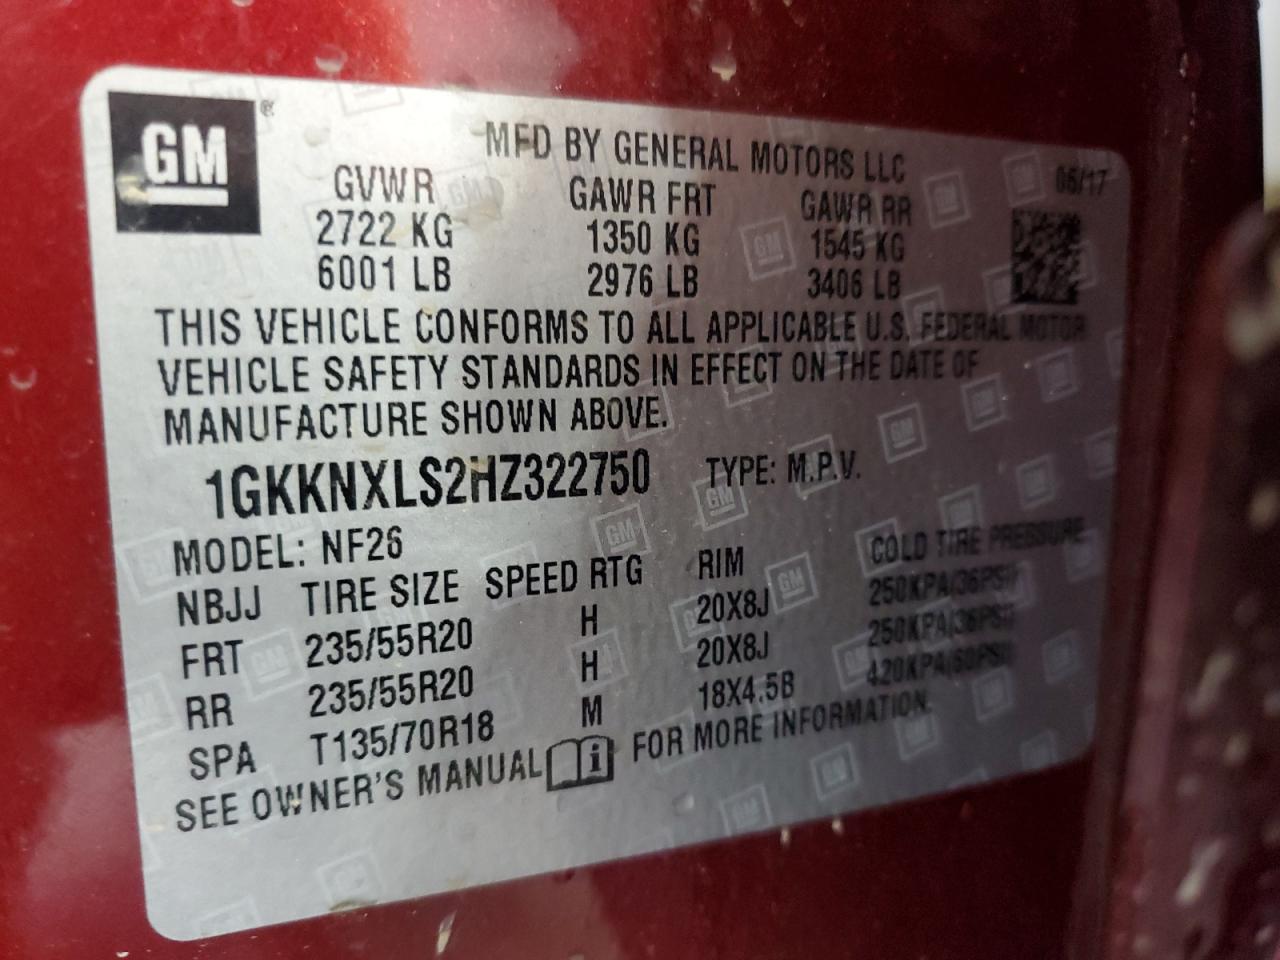 GM ®
MFD BY GENERAL MOTORS LLC
06/17
GVWR GAWR FRT GAWR RR
2722 KG 1350 KG 1545 KG
6001 LB 2976 LB 3406 LB
THIS VEHICLE CONFORMS TO ALL APPLICABLE U.S. FEDERAL MOTOR
VEHICLE SAFETY STANDARDS IN EFFECT ON THE DATE OF
MANUFACTURE SHOWN ABOVE.
1GKKNXLS2HZ322750 TYPE: M.P.V.
MODEL: NF26
NBJJ TIRE SIZE SPEED RTG RIM COLD TIRE PRESSURE
FRT 235/55R20 H 20X8J 250KPA(36PSI)
RR 235/55R20 H 20X8J 250KPA(36PSI)
SPA T135/70R18 M 18X4.5B 420KPA(60PSI)
SEE OWNER'S MANUAL i FOR MORE INFORMATION.